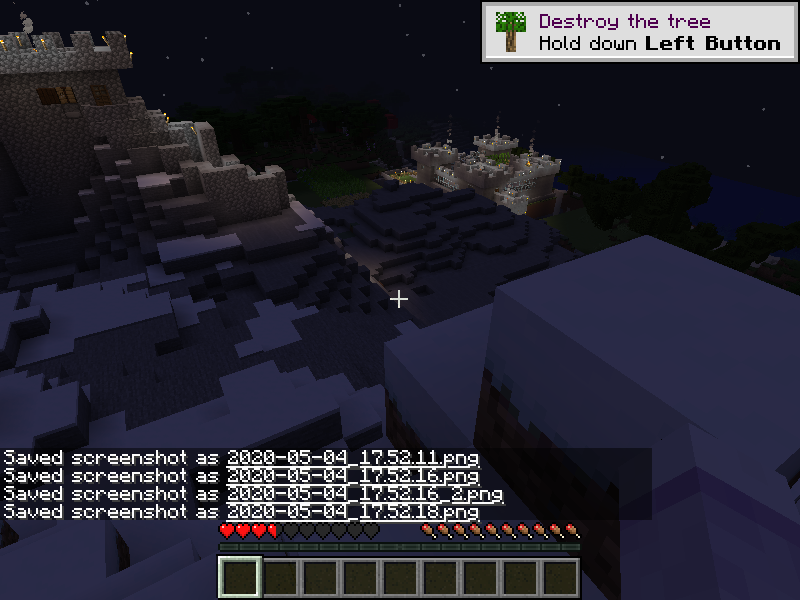 Destroy the tree
Hold down Left Button
Saved screenshot as 2020-05-04_17.52.11.png
Saved screenshot as 2020-05-04_17.52.16.png
Saved screenshot as 2020-05-04_17.52.16_2.png
Saved screenshot as 2020-05-04_17.52.18.png